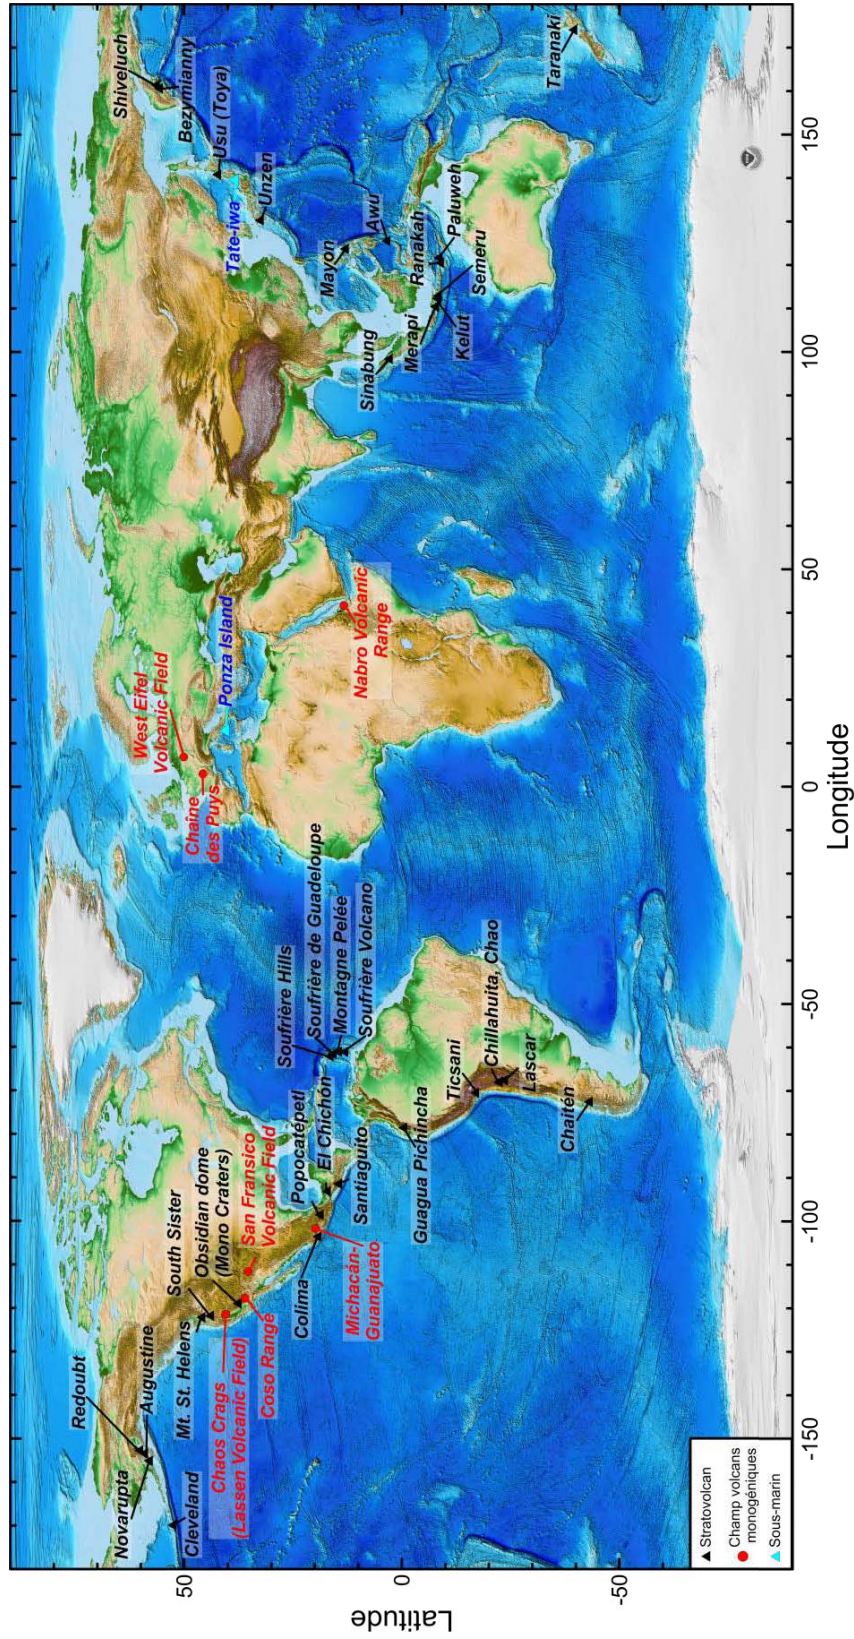 Shiveluch
Bezymianny
Usu (Toya)
Tate-iwa
Unzen
Mayon
Awu
Sinabung
Merapi
Ranakah
Paluweh
Semeru
Kelut
Taranaki
West Eifel
Volcanic Field
Chaîne
des Puys
Ponza Island
Nabro Volcanic
Range
Redoubt
Augustine
Novarupta
Cleveland
Mt. St. Helens
South Sister
Obsidian dome
(Mono Craters)
San Fransico
Volcanic Field
Chaos Crags
(Lassen Volcanic Field)
Coso Range
Colima
Michacán-
Guanajuato
Popocatépetl
El Chichón
Santiaguito
Soufrière Hills
Soufrière de Guadeloupe
Montagne Pelée
Soufrière Volcano
Guagua Pichincha
Ticsani
Chillahuita, Chao
Lascar
Chaitén
Stratovolcan
Champ volcans
monogéniques
Sous-marin
Latitude
50
0
-50
Longitude
-150
-100
-50
0
50
100
150